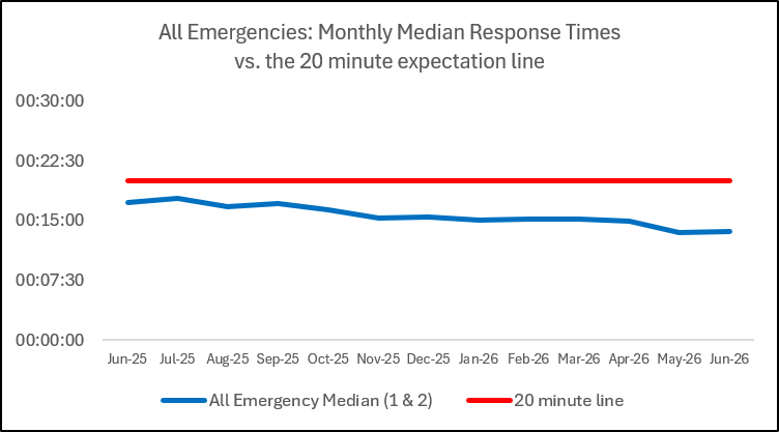 All Emergencies: Monthly Median Response Times
vs. the 20 minute expectation line
00:30:00
00:22:30
00:15:00
00:07:30
00:00:00
Jun-25 Jul-25 Aug-25 Sep-25 Oct-25 Nov-25 Dec-25 Jan-26 Feb-26 Mar-26 Apr-26 May-26 Jun-26
All Emergency Median (1 & 2) 20 minute line